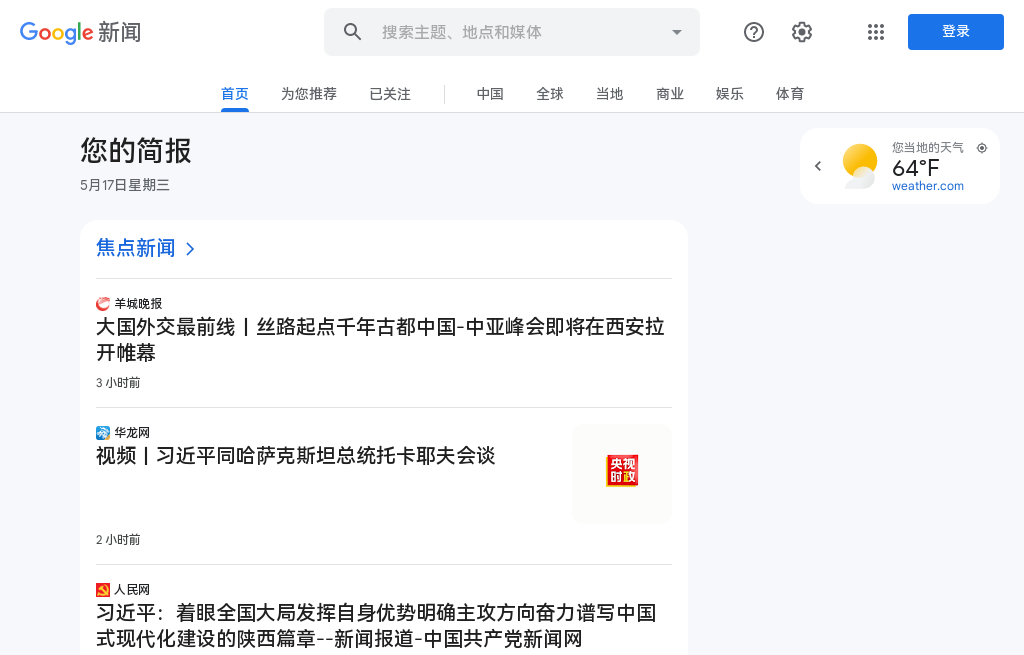 Google 新闻
搜索主题、地点和媒体
登录
首页 为您推荐 已关注 中国 全球 当地 商业 娱乐 体育
您的简报
5月17日星期三
您当地的天气
64°F
weather.com
焦点新闻
羊城晚报
大国外交最前线丨丝路起点千年古都中国-中亚峰会即将在西安拉
开帷幕
3 小时前
华龙网
视频丨习近平同哈萨克斯坦总统托卡耶夫会谈
央视
时政
2 小时前
人民网
习近平：着眼全国大局发挥自身优势明确主攻方向奋力谱写中国
式现代化建设的陕西篇章--新闻报道-中国共产党新闻网